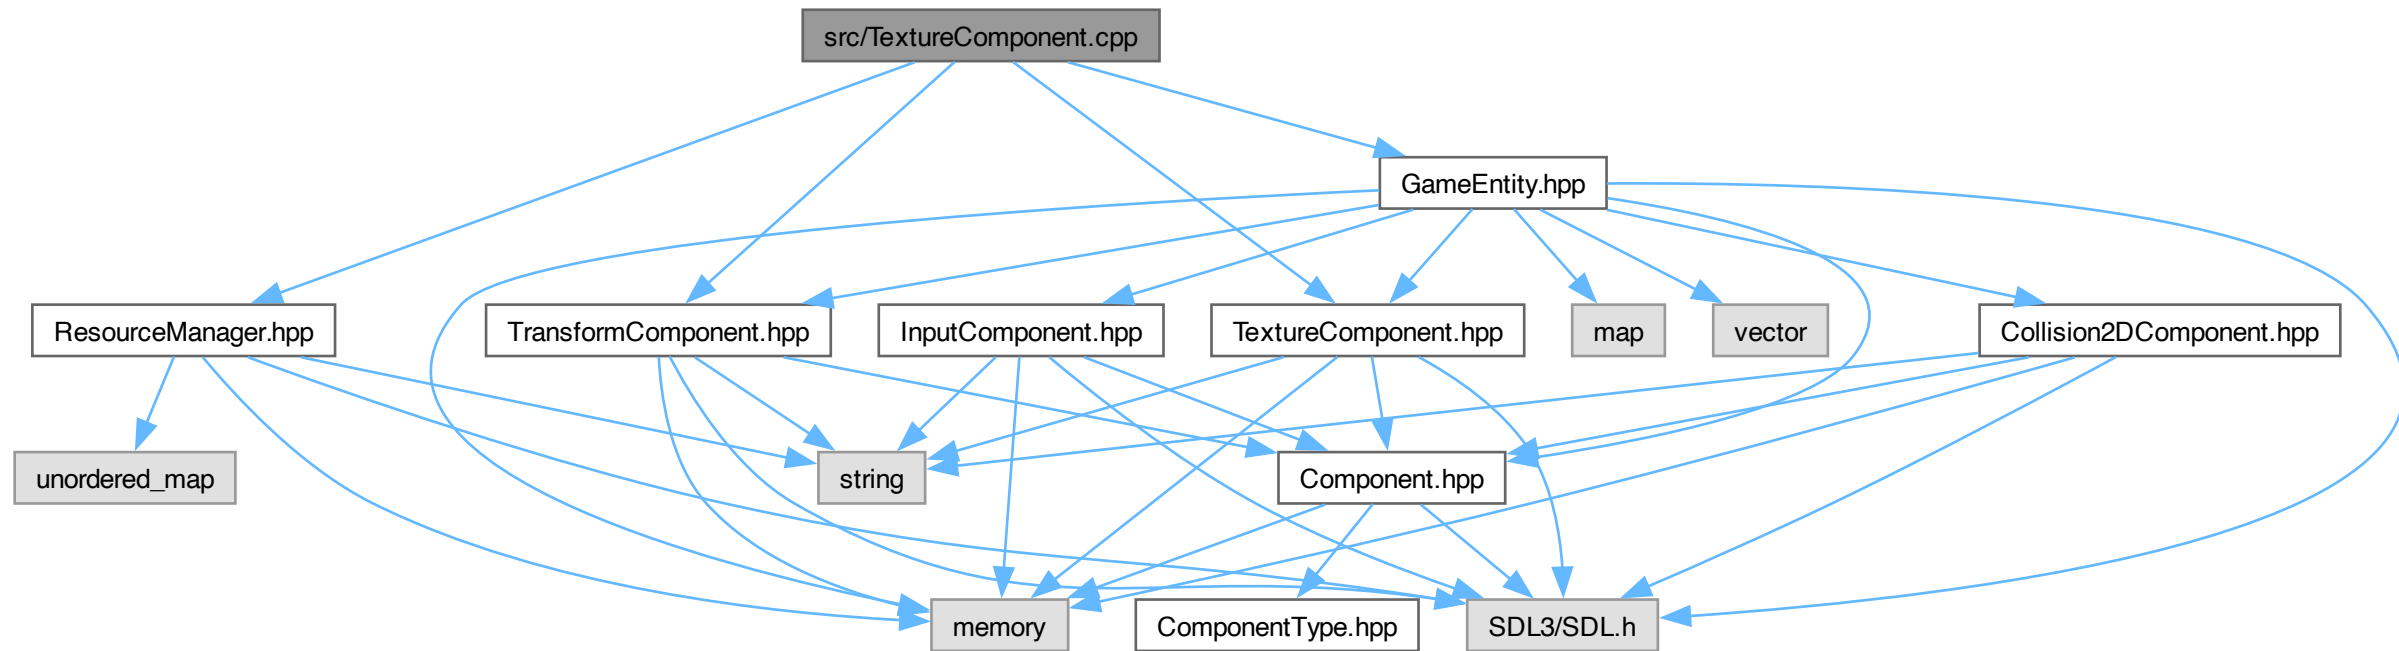 src/TextureComponent.cpp
GameEntity.hpp
ResourceManager.hpp
TransformComponent.hpp
InputComponent.hpp
TextureComponent.hpp
map
vector
Collision2DComponent.hpp
unordered_map
string
Component.hpp
memory
ComponentType.hpp
SDL3/SDL.h